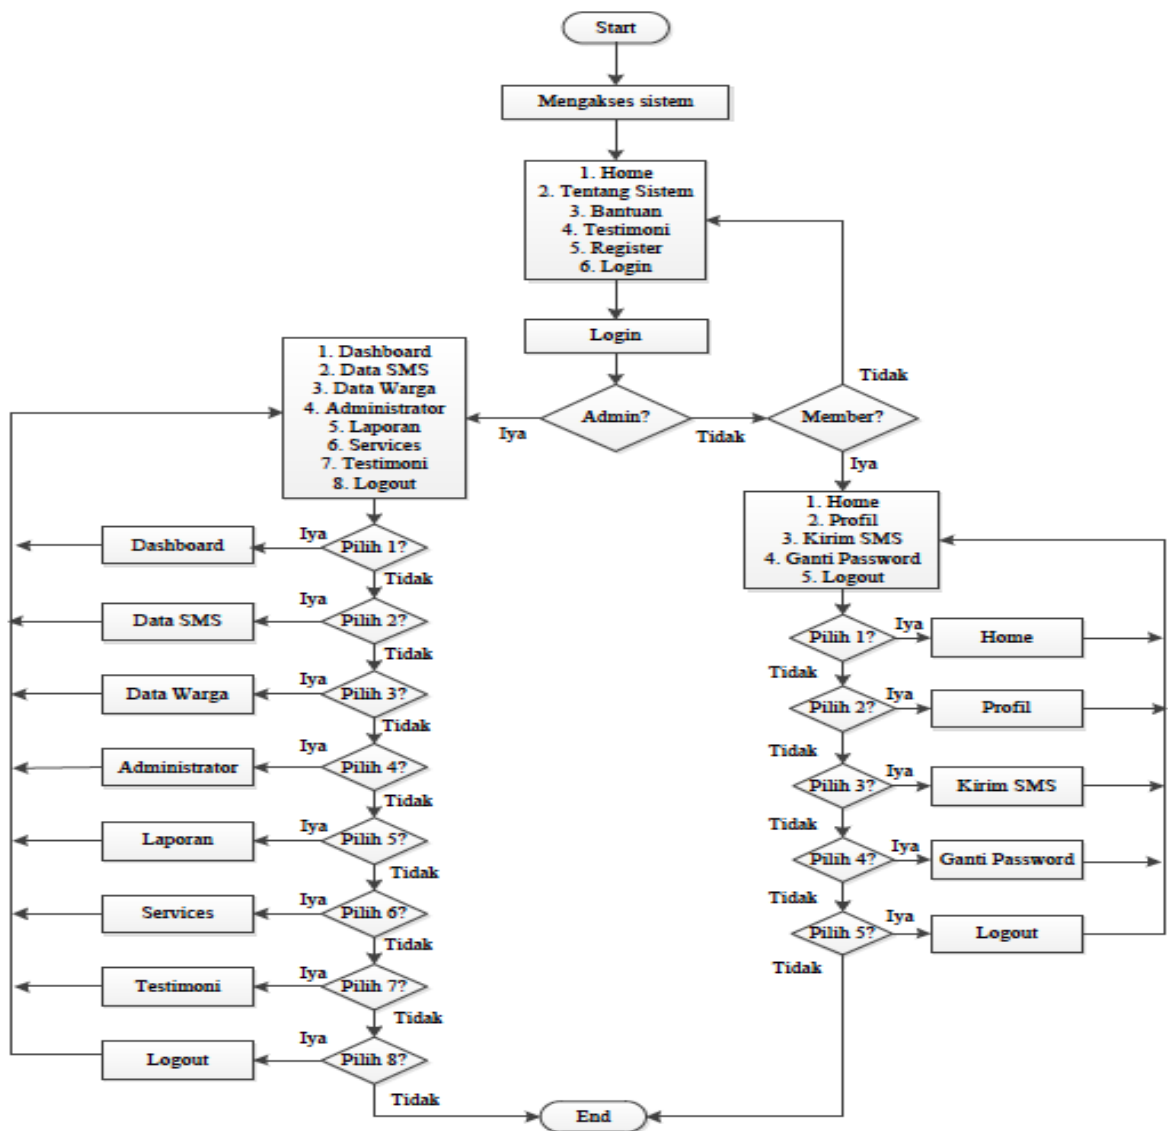 Start
Mengakses sistem
1. Home
2. Tentang Sistem
3. Bantuan
4. Testimoni
5. Register
6. Login
Login
Admin?
Iya
Tidak
Member?
Tidak
Iya
1. Dashboard
2. Data SMS
3. Data Warga
4. Administrator
5. Laporan
6. Services
7. Testimoni
8. Logout
Pilih 1?
Iya
Dashboard
Tidak
Pilih 2?
Iya
Data SMS
Tidak
Pilih 3?
Iya
Data Warga
Tidak
Pilih 4?
Iya
Administrator
Tidak
Pilih 5?
Iya
Laporan
Tidak
Pilih 6?
Iya
Services
Tidak
Pilih 7?
Iya
Testimoni
Tidak
Pilih 8?
Iya
Logout
Tidak
1. Home
2. Profil
3. Kirim SMS
4. Ganti Password
5. Logout
Pilih 1?
Iya
Home
Tidak
Pilih 2?
Iya
Profil
Tidak
Pilih 3?
Iya
Kirim SMS
Tidak
Pilih 4?
Iya
Ganti Password
Tidak
Pilih 5?
Iya
Logout
Tidak
End